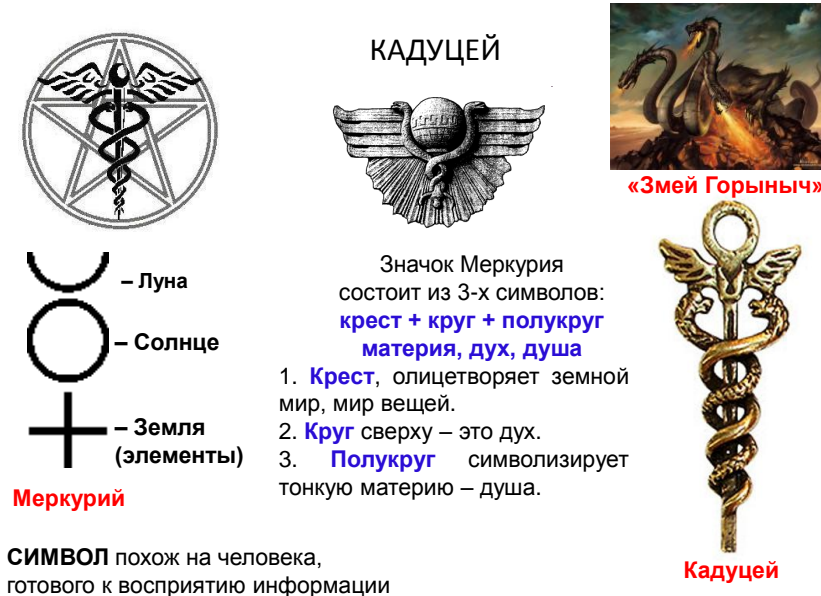 КАДУЦЕЙ
«Змей Горыныч»
– Луна
– Солнце
– Земля
(элементы)
Меркурий
Значок Меркурия
состоит из 3-х символов:
крест + круг + полукруг
материя, дух, душа
1. Крест, олицетворяет земной
мир, мир вещей.
2. Круг сверху – это дух.
3. Полукруг символизирует
тонкую материю – душа.
Кадуцей
СИМВОЛ похож на человека,
готового к восприятию информации